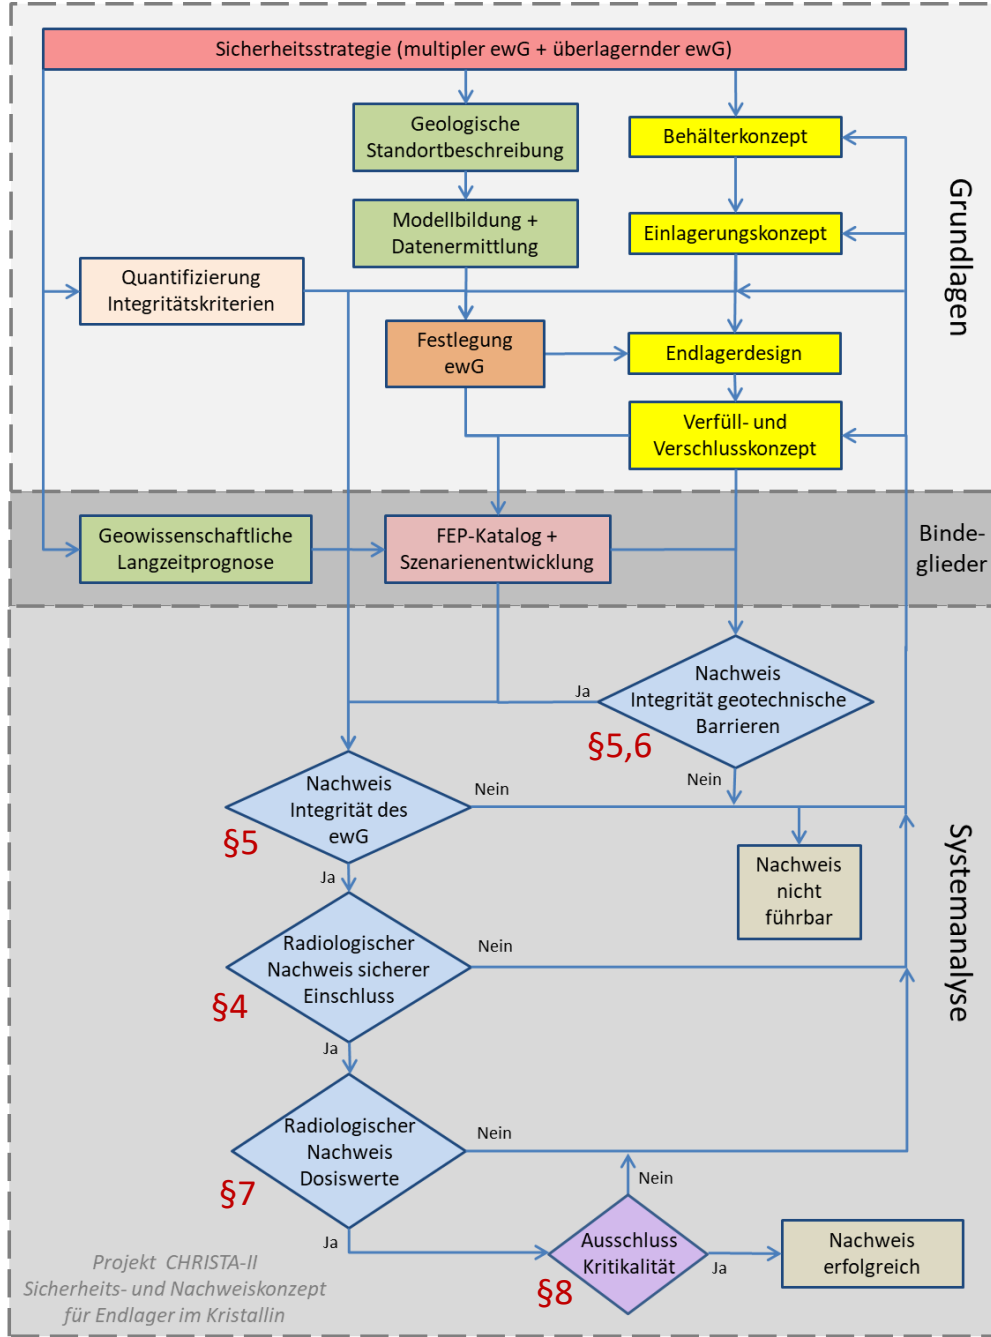 Sicherheitsstrategie (multipler ewG + überlagernder ewG)
Geologische
Standortbeschreibung
Behälterkonzept
Modellbildung +
Datenermittlung
Einlagerungskonzept
Grundlagen
Quantifizierung
Integritätskriterien
Festlegung
ewG
Endlagerdesign
Verfüll- und
Verschlusskonzept
Geowissenschaftliche
Langzeitprognose
FEP-Katalog +
Szenarienentwicklung
Binde-
glieder
Nachweis
Integrität geotechnische
Barrieren
Ja
§5,6
Nein
Nachweis
Integrität des
ewG
Nein
§5
Ja
Nachweis
nicht
führbar
Systemanalyse
Radiologischer
Nachweis sicherer
Einschluss
Nein
§4
Ja
Radiologischer
Nachweis
Dosiswerte
Nein
§7
Ja
Nein
Ausschluss
Kritikalität
§8
Ja
Nachweis
erfolgreich
Projekt CHRISTA-II
Sicherheits- und Nachweiskonzept
für Endlager im Kristallin